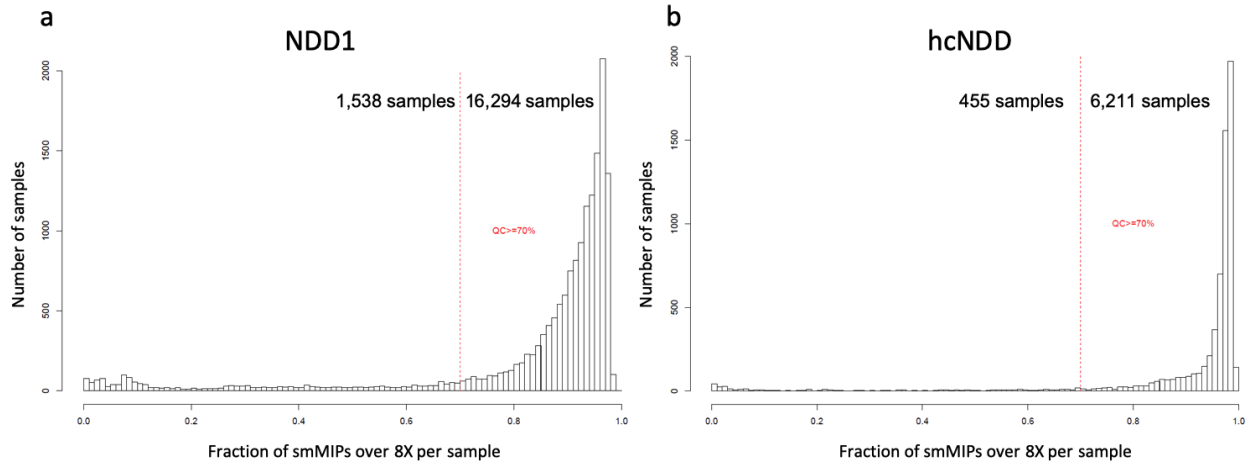 a
NDD1
Number of samples
2000
1500
1000
500
0
1,538 samples
16,294 samples
QC>=70%
0.0 0.2 0.4 0.6 0.8 1.0
Fraction of smMIPs over 8X per sample
b
hcNDD
Number of samples
2000
1500
1000
500
0
455 samples
6,211 samples
QC>=70%
0.0 0.2 0.4 0.6 0.8 1.0
Fraction of smMIPs over 8X per sample